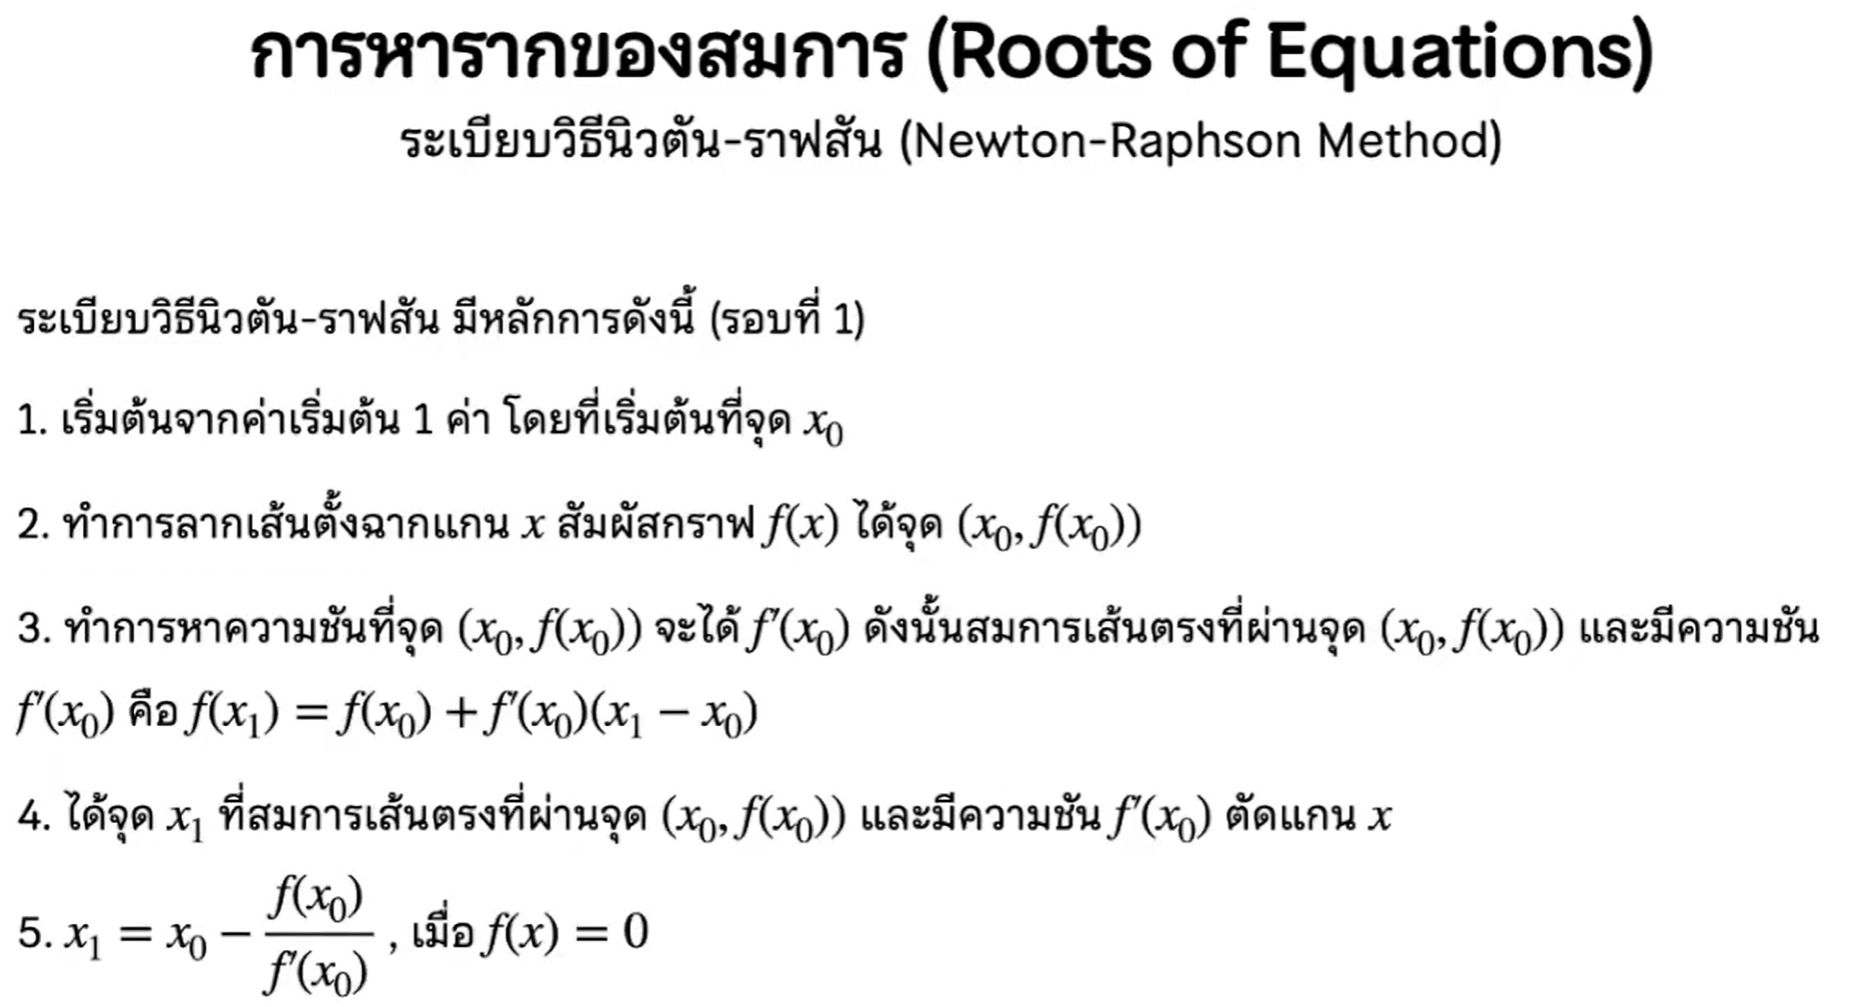 การหารากของสมการ (Roots of Equations)
ระเบียบวิธีนิวตัน-ราฟสัน (Newton-Raphson Method)
ระเบียบวิธีนิวตัน-ราฟสัน มีหลักการดังนี้ (รอบที่ 1)
1. เริ่มต้นจากค่าเริ่มต้น 1 ค่า โดยที่เริ่มต้นที่จุด x₀
2. ทำการลากเส้นตั้งฉากแกน x สัมผัสกราฟ f(x) ได้จุด (x₀, f(x₀))
3. ทำการหาความชันที่จุด (x₀, f(x₀)) จะได้ f′(x₀) ดังนั้นสมการเส้นตรงที่ผ่านจุด (x₀, f(x₀)) และมีความชัน
f′(x₀) คือ f(x₁) = f(x₀) + f′(x₀)(x₁ − x₀)
4. ได้จุด x₁ ที่สมการเส้นตรงที่ผ่านจุด (x₀, f(x₀)) และมีความชัน f′(x₀) ตัดแกน x
5. x₁ = x₀ − f(x₀)/f′(x₀) , เมื่อ f(x) = 0